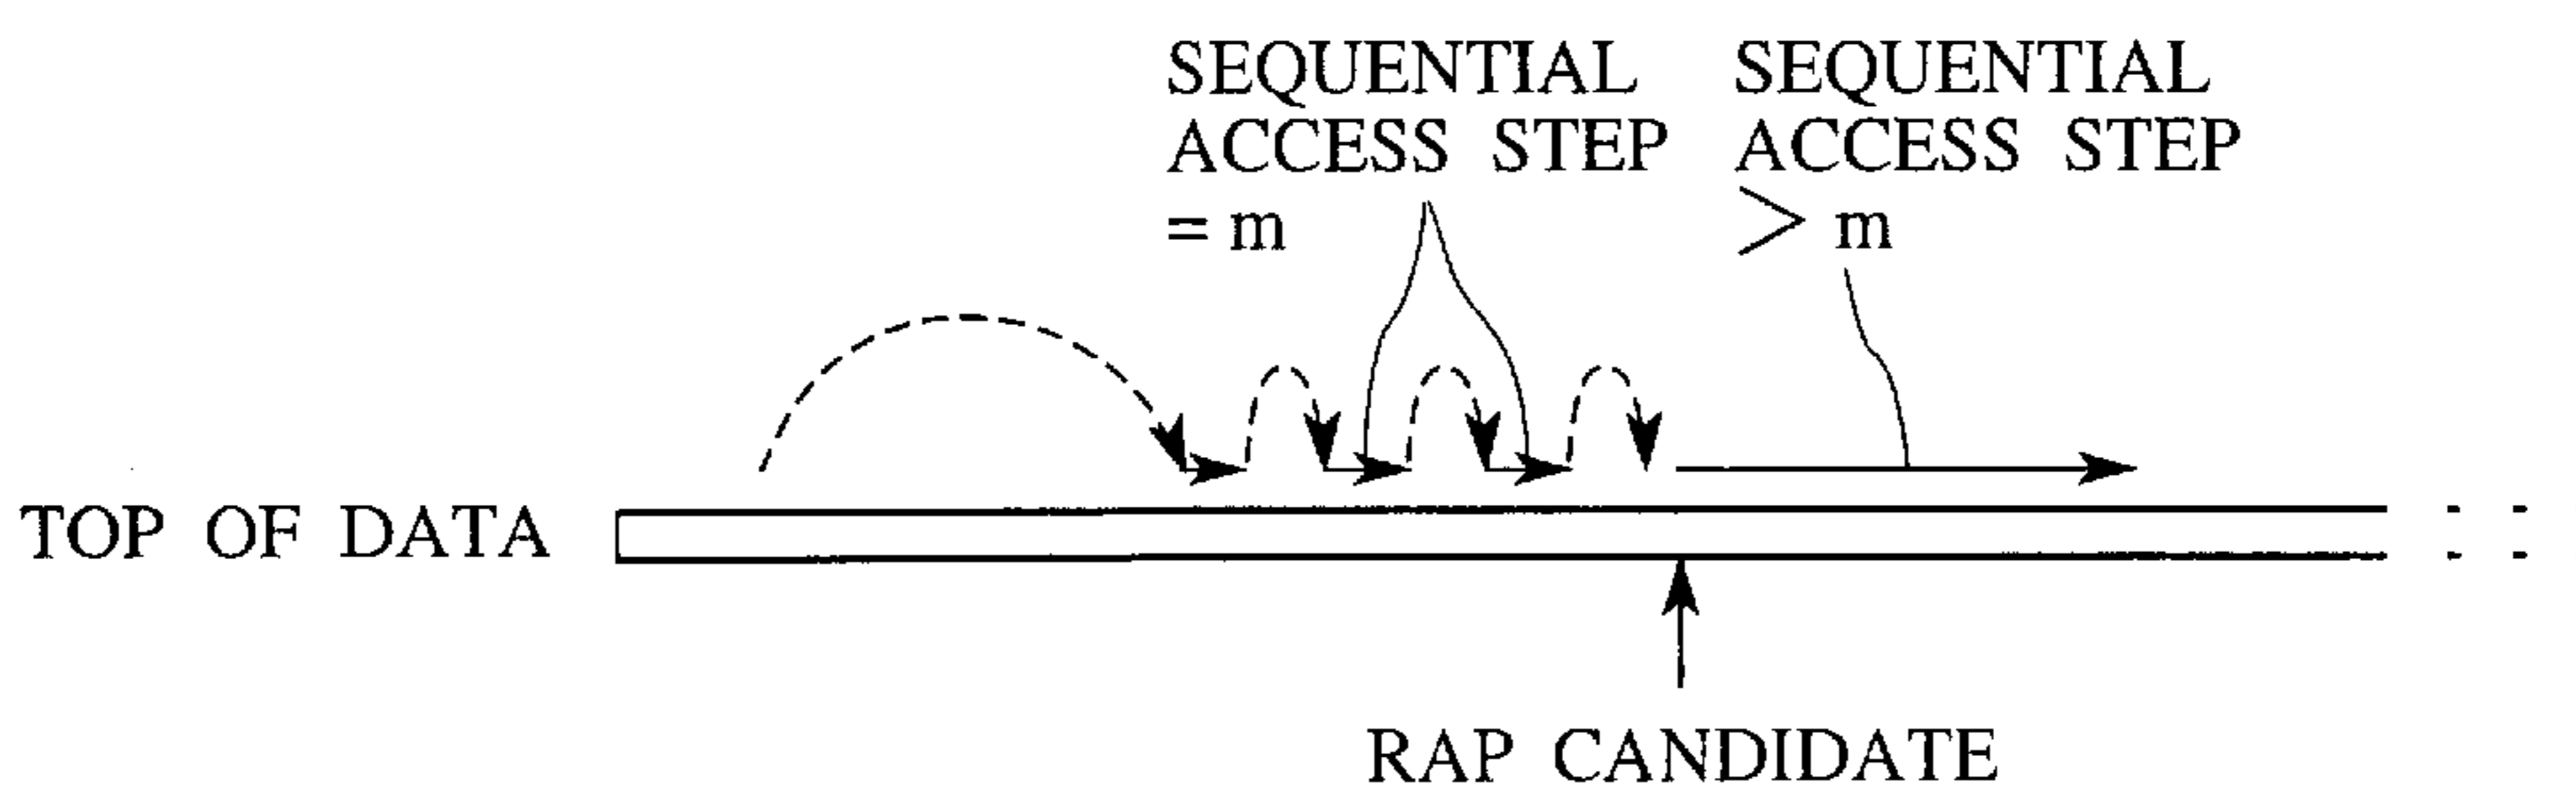 SEQUENTIAL
ACCESS STEP
= m
SEQUENTIAL
ACCESS STEP
> m
TOP OF DATA
RAP CANDIDATE